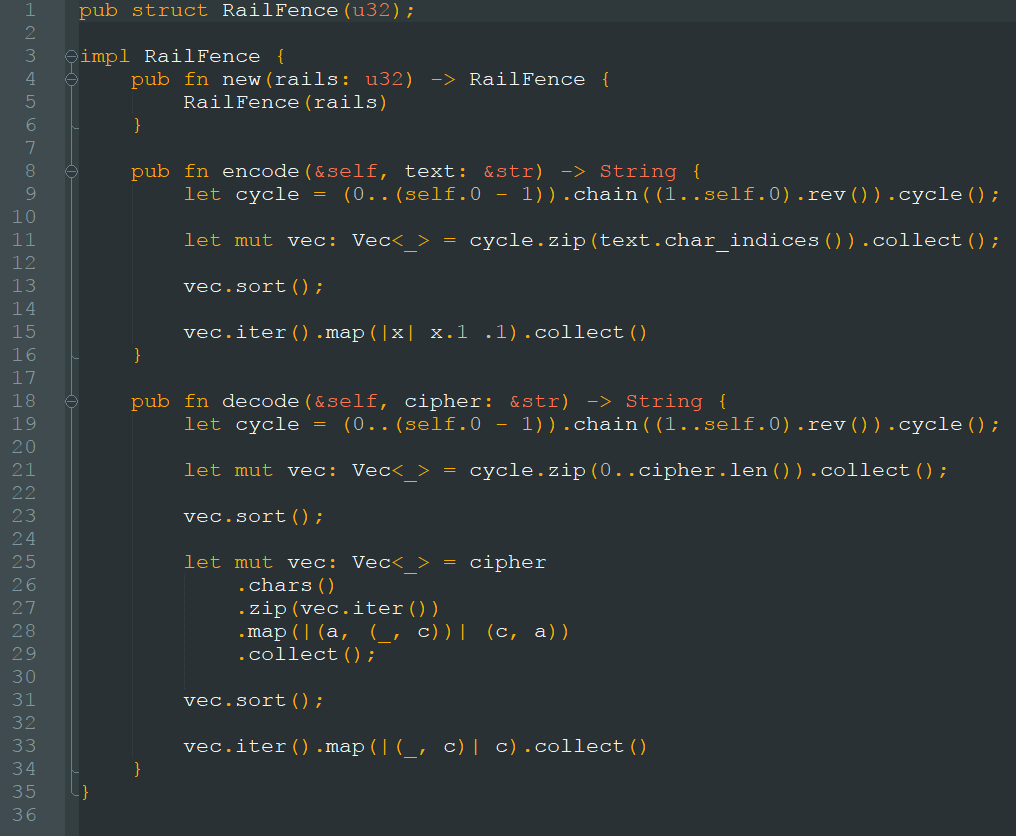 1 pub struct RailFence(u32);
2
3 impl RailFence {
4     pub fn new(rails: u32) -> RailFence {
5         RailFence(rails)
6     }
7
8     pub fn encode(&self, text: &str) -> String {
9         let cycle = (0..(self.0 - 1)).chain((1..self.0).rev()).cycle();
10
11         let mut vec: Vec<_> = cycle.zip(text.char_indices()).collect();
12
13         vec.sort();
14
15         vec.iter().map(|x| x.1 .1).collect()
16     }
17
18     pub fn decode(&self, cipher: &str) -> String {
19         let cycle = (0..(self.0 - 1)).chain((1..self.0).rev()).cycle();
20
21         let mut vec: Vec<_> = cycle.zip(0..cipher.len()).collect();
22
23         vec.sort();
24
25         let mut vec: Vec<_> = cipher
26             .chars()
27             .zip(vec.iter())
28             .map(|(a, (_, c))| (c, a))
29             .collect();
30
31         vec.sort();
32
33         vec.iter().map(|(_, c)| c).collect()
34     }
35 }
36